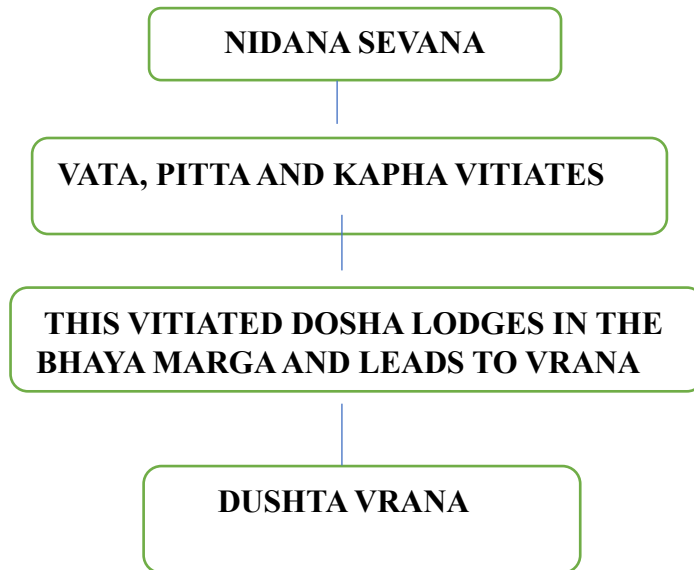 NIDANA SEVANA
VATA, PITTA AND KAPHA VITIATES
THIS VITIATED DOSHA LODGES IN THE
BHAYA MARGA AND LEADS TO VRANA
DUSHTA VRANA